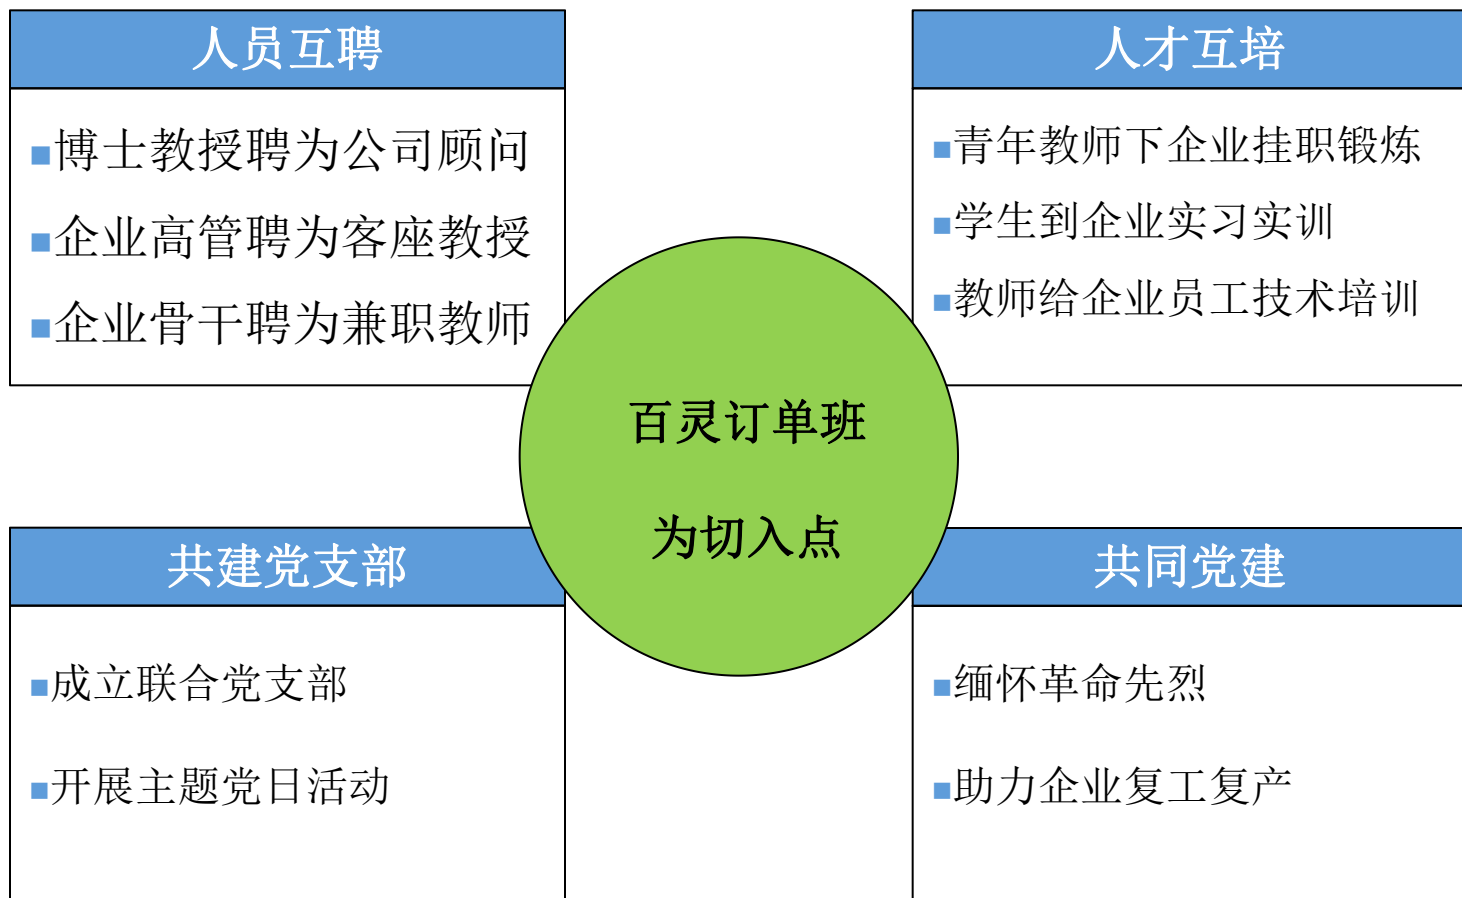 人员互聘
■博士教授聘为公司顾问
■企业高管聘为客座教授
■企业骨干聘为兼职教师
人才互培
■青年教师下企业挂职锻炼
■学生到企业实习实训
■教师给企业员工技术培训
百灵订单班
为切入点
共建党支部
■成立联合党支部
■开展主题党日活动
共同党建
■缅怀革命先烈
■助力企业复工复产